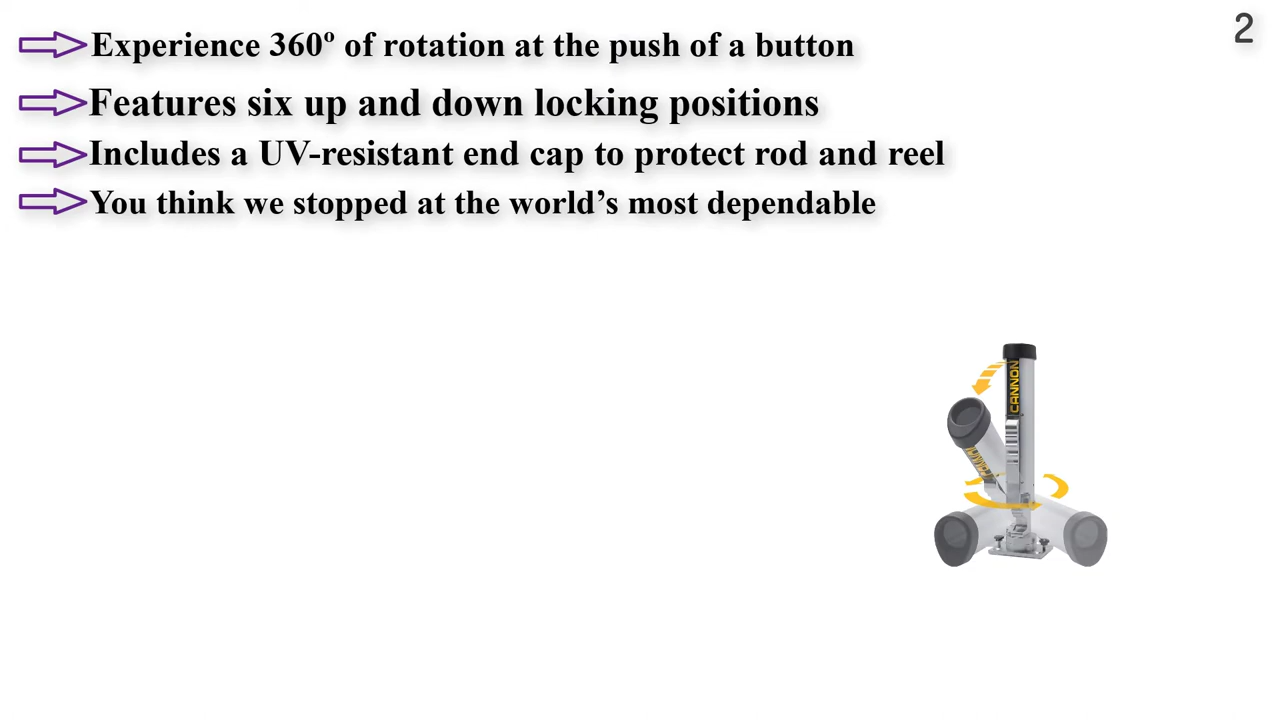 2
Experience 360º of rotation at the push of a button
Features six up and down locking positions
Includes a UV-resistant end cap to protect rod and reel
You think we stopped at the world’s most dependable
CANNON